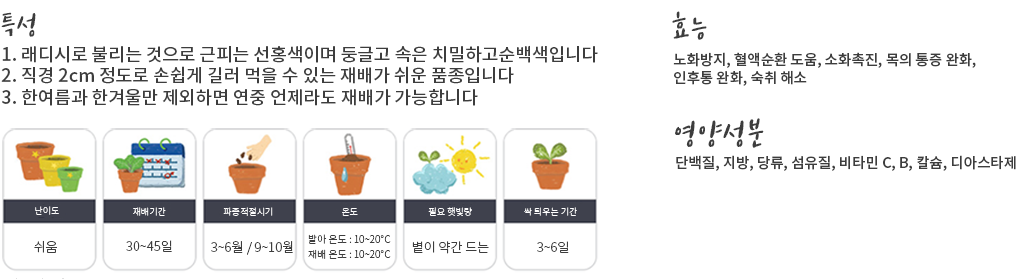 특성
1. 래디시로 불리는 것으로 근피는 선홍색이며 둥글고 속은 치밀하고순백색입니다
2. 직경 2cm 정도로 손쉽게 길러 먹을 수 있는 재배가 쉬운 품종입니다
3. 한여름과 한겨울만 제외하면 연중 언제라도 재배가 가능합니다
난이도
쉬움
재배기간
30~45일
파종적절시기
3~6월 / 9~10월
온도
발아 온도 : 10~20°C
재배 온도 : 10~20°C
필요 햇빛량
볕이 약간 드는
싹 틔우는 기간
3~6일
효능
노화방지, 혈액순환 도움, 소화촉진, 목의 통증 완화,
인후통 완화, 숙취 해소
영양성분
단백질, 지방, 당류, 섬유질, 비타민 C, B, 칼슘, 디아스타제